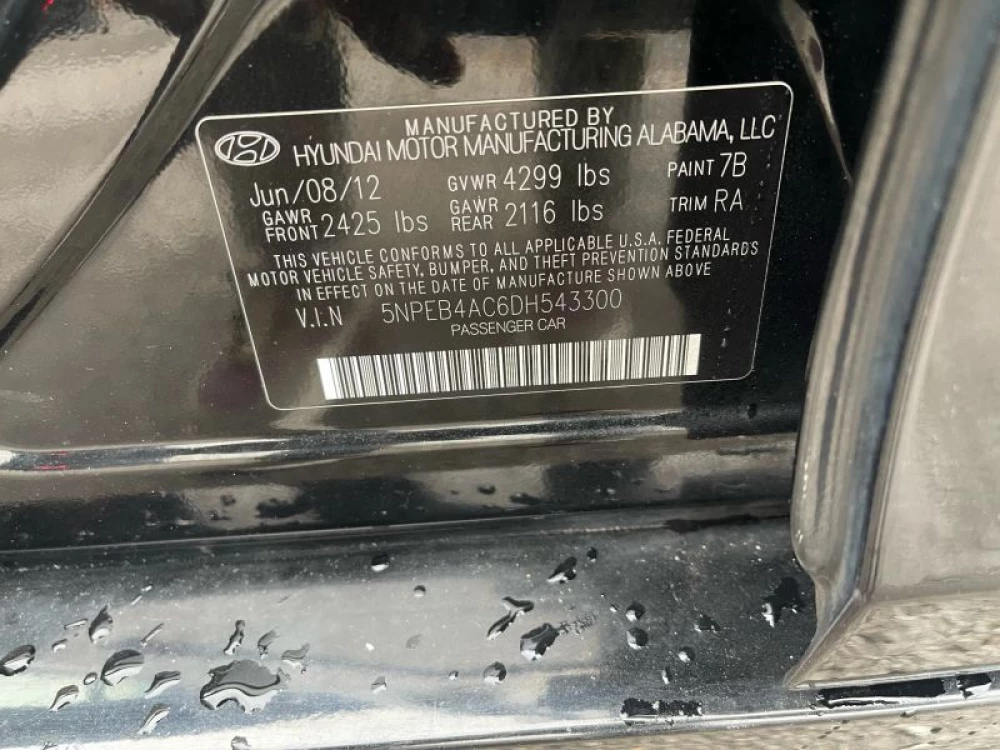 MANUFACTURED BY
HYUNDAI MOTOR MANUFACTURING ALABAMA, LLC
Jun/08/12 GVWR 4299 lbs PAINT 7B
GAWR FRONT 2425 lbs GAWR REAR 2116 lbs TRIM RA
THIS VEHICLE CONFORMS TO ALL APPLICABLE U.S.A. FEDERAL
MOTOR VEHICLE SAFETY, BUMPER, AND THEFT PREVENTION STANDARDS
IN EFFECT ON THE DATE OF MANUFACTURE SHOWN ABOVE
V.I.N 5NPEB4AC6DH543300
PASSENGER CAR